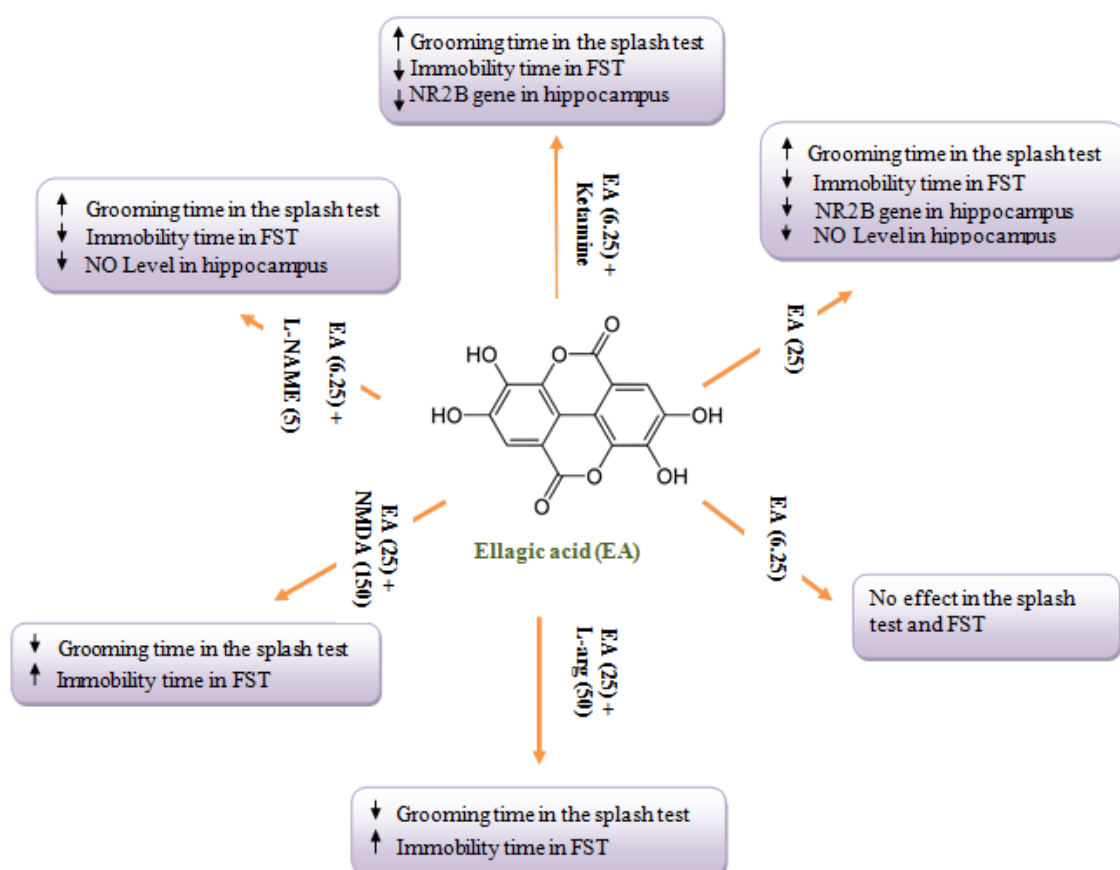 ↑ Grooming time in the splash test
↓ Immobility time in FST
↓ NR2B gene in hippocampus
EA (6.25) +
Ketamine
↑ Grooming time in the splash test
↓ Immobility time in FST
↓ NR2B gene in hippocampus
↓ NO Level in hippocampus
EA (25)
↑ Grooming time in the splash test
↓ Immobility time in FST
↓ NO Level in hippocampus
EA (6.25) +
L-NAME (5)
O
O
HO
HO
OH
OH
O
O
Ellagic acid (EA)
EA (6.25)
No effect in the splash
test and FST
EA (25) +
NMDA (150)
↓ Grooming time in the splash test
↑ Immobility time in FST
EA (25) +
L-arg (50)
↓ Grooming time in the splash test
↑ Immobility time in FST